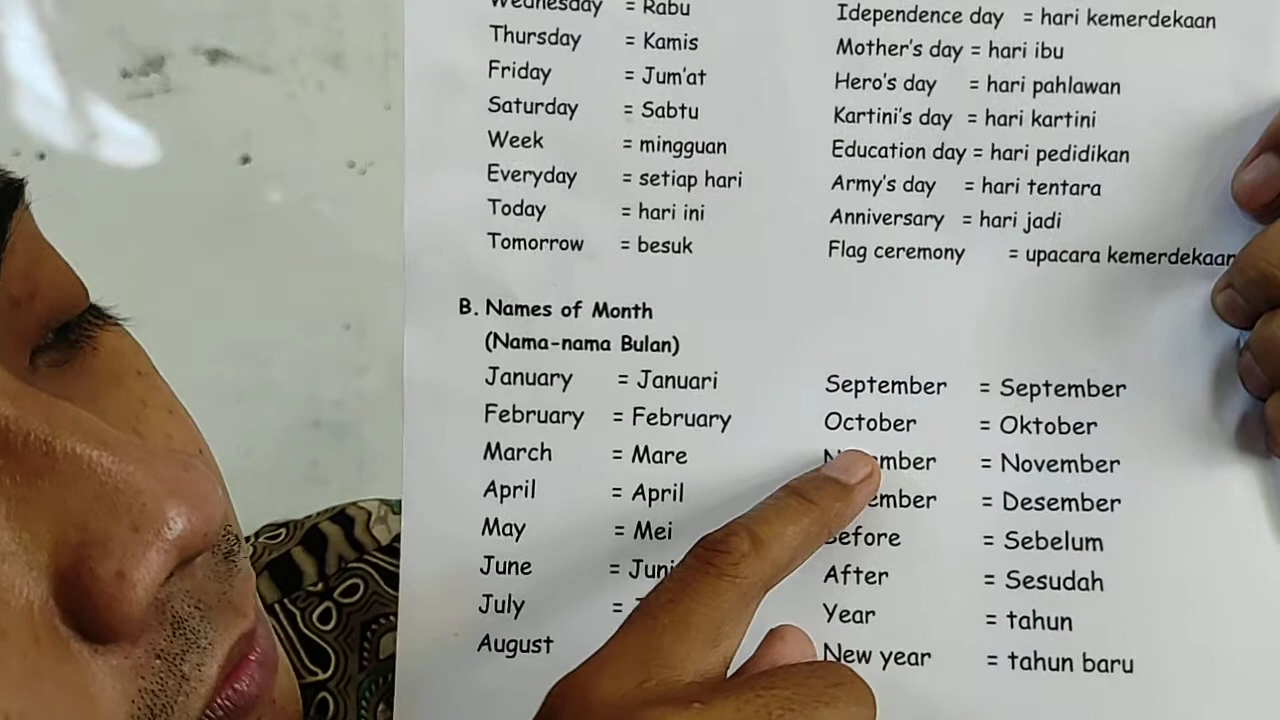 Wednesday = Rabu
Thursday = Kamis
Friday = Jum'at
Saturday = Sabtu
Week = mingguan
Everyday = setiap hari
Today = hari ini
Tomorrow = besuk
Idependence day = hari kemerdekaan
Mother's day = hari ibu
Hero's day = hari pahlawan
Kartini's day = hari kartini
Education day = hari pedidikan
Army's day = hari tentara
Anniversary = hari jadi
Flag ceremony = upacara kemerdekaan
B. Names of Month
(Nama-nama Bulan)
January = Januari
February = February
March = Mare
April = April
May = Mei
June = Juni
July =
August
September = September
October = Oktober
= November
= Desember
Before = Sebelum
After = Sesudah
Year = tahun
New year = tahun baru